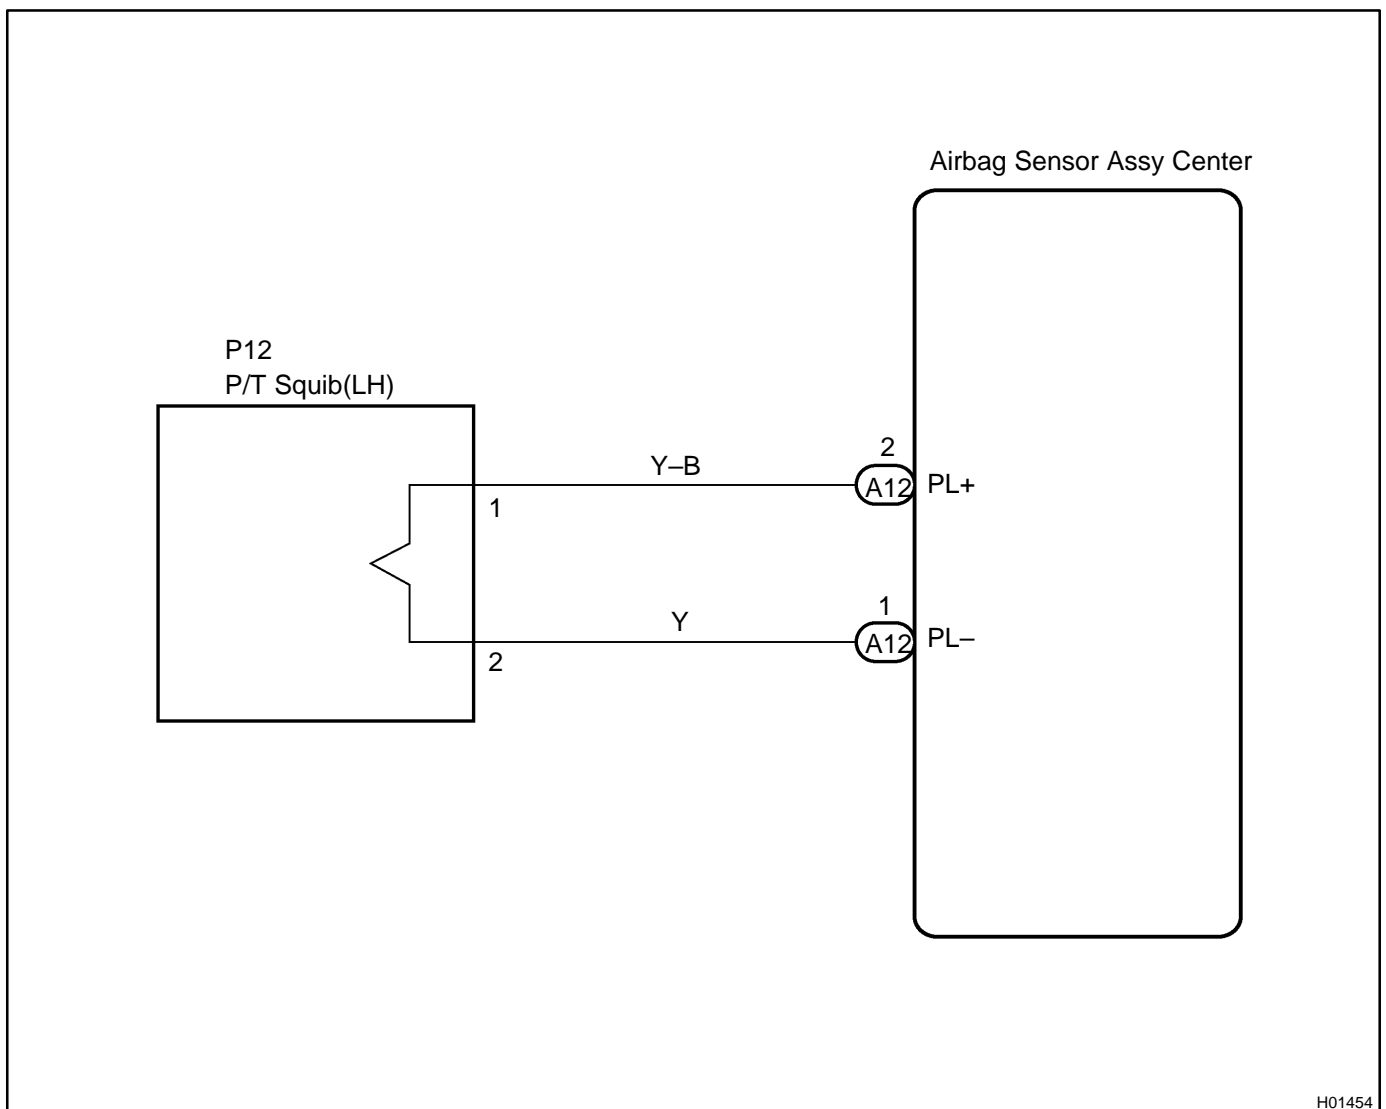 Airbag Sensor Assy Center
P12
P/T Squib(LH)
2
Y–B
A12 PL+
1
1
Y
A12 PL–
2
H01454